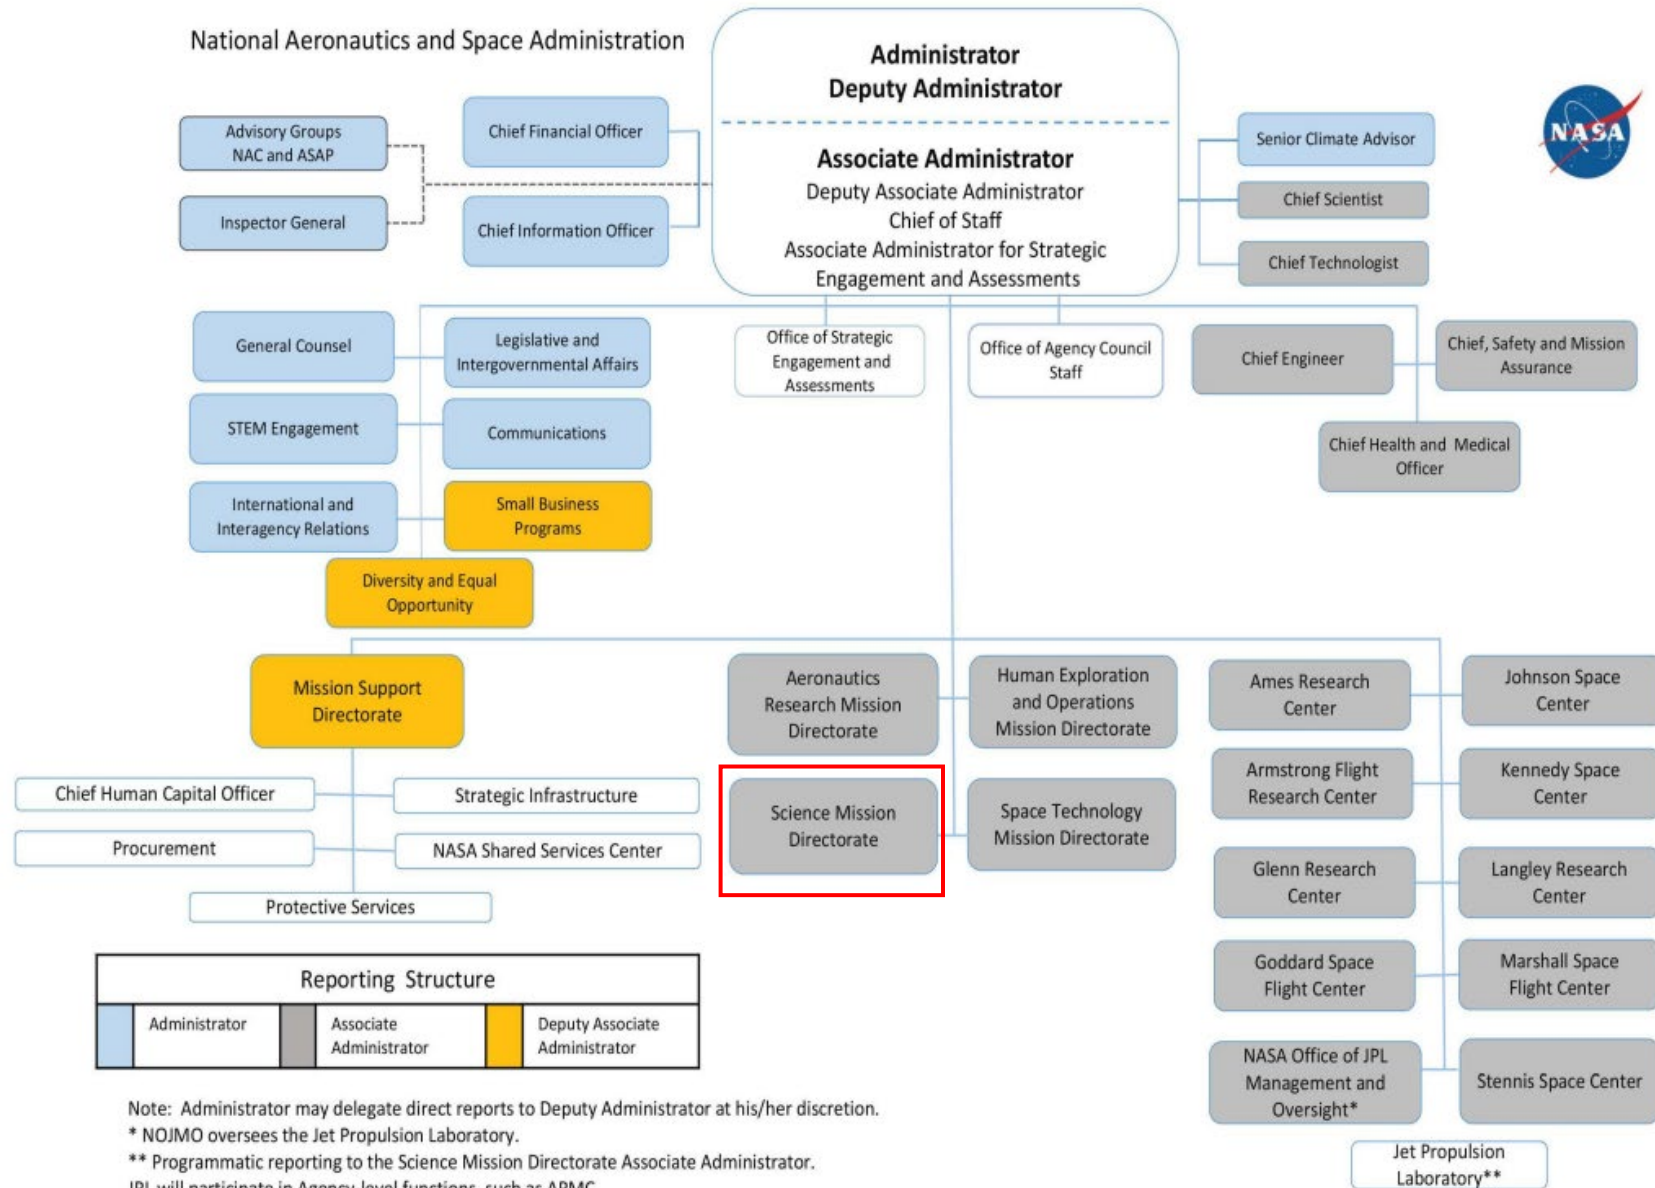 National Aeronautics and Space Administration
Administrator
Deputy Administrator
Associate Administrator
Deputy Associate Administrator
Chief of Staff
Associate Administrator for Strategic
Engagement and Assessments
Advisory Groups
NAC and ASAP
Inspector General
Chief Financial Officer
Chief Information Officer
Senior Climate Advisor
Chief Scientist
Chief Technologist
NASA
General Counsel
Legislative and
Intergovernmental Affairs
STEM Engagement
Communications
International and
Interagency Relations
Small Business
Programs
Diversity and Equal
Opportunity
Office of Strategic
Engagement and
Assessments
Office of Agency Council
Staff
Chief Engineer
Chief, Safety and Mission
Assurance
Chief Health and Medical
Officer
Mission Support
Directorate
Chief Human Capital Officer
Strategic Infrastructure
Procurement
NASA Shared Services Center
Protective Services
Aeronautics
Research Mission
Directorate
Human Exploration
and Operations
Mission Directorate
Science Mission
Directorate
Space Technology
Mission Directorate
Ames Research
Center
Johnson Space
Center
Armstrong Flight
Research Center
Kennedy Space
Center
Glenn Research
Center
Langley Research
Center
Goddard Space
Flight Center
Marshall Space
Flight Center
NASA Office of JPL
Management and
Oversight*
Stennis Space Center
Jet Propulsion
Laboratory**
Reporting Structure
Administrator
Associate
Administrator
Deputy Associate
Administrator
Note: Administrator may delegate direct reports to Deputy Administrator at his/her discretion.
* NOJMO oversees the Jet Propulsion Laboratory.
** Programmatic reporting to the Science Mission Directorate Associate Administrator.
JPL will participate in Agency-level functions, such as APMC.